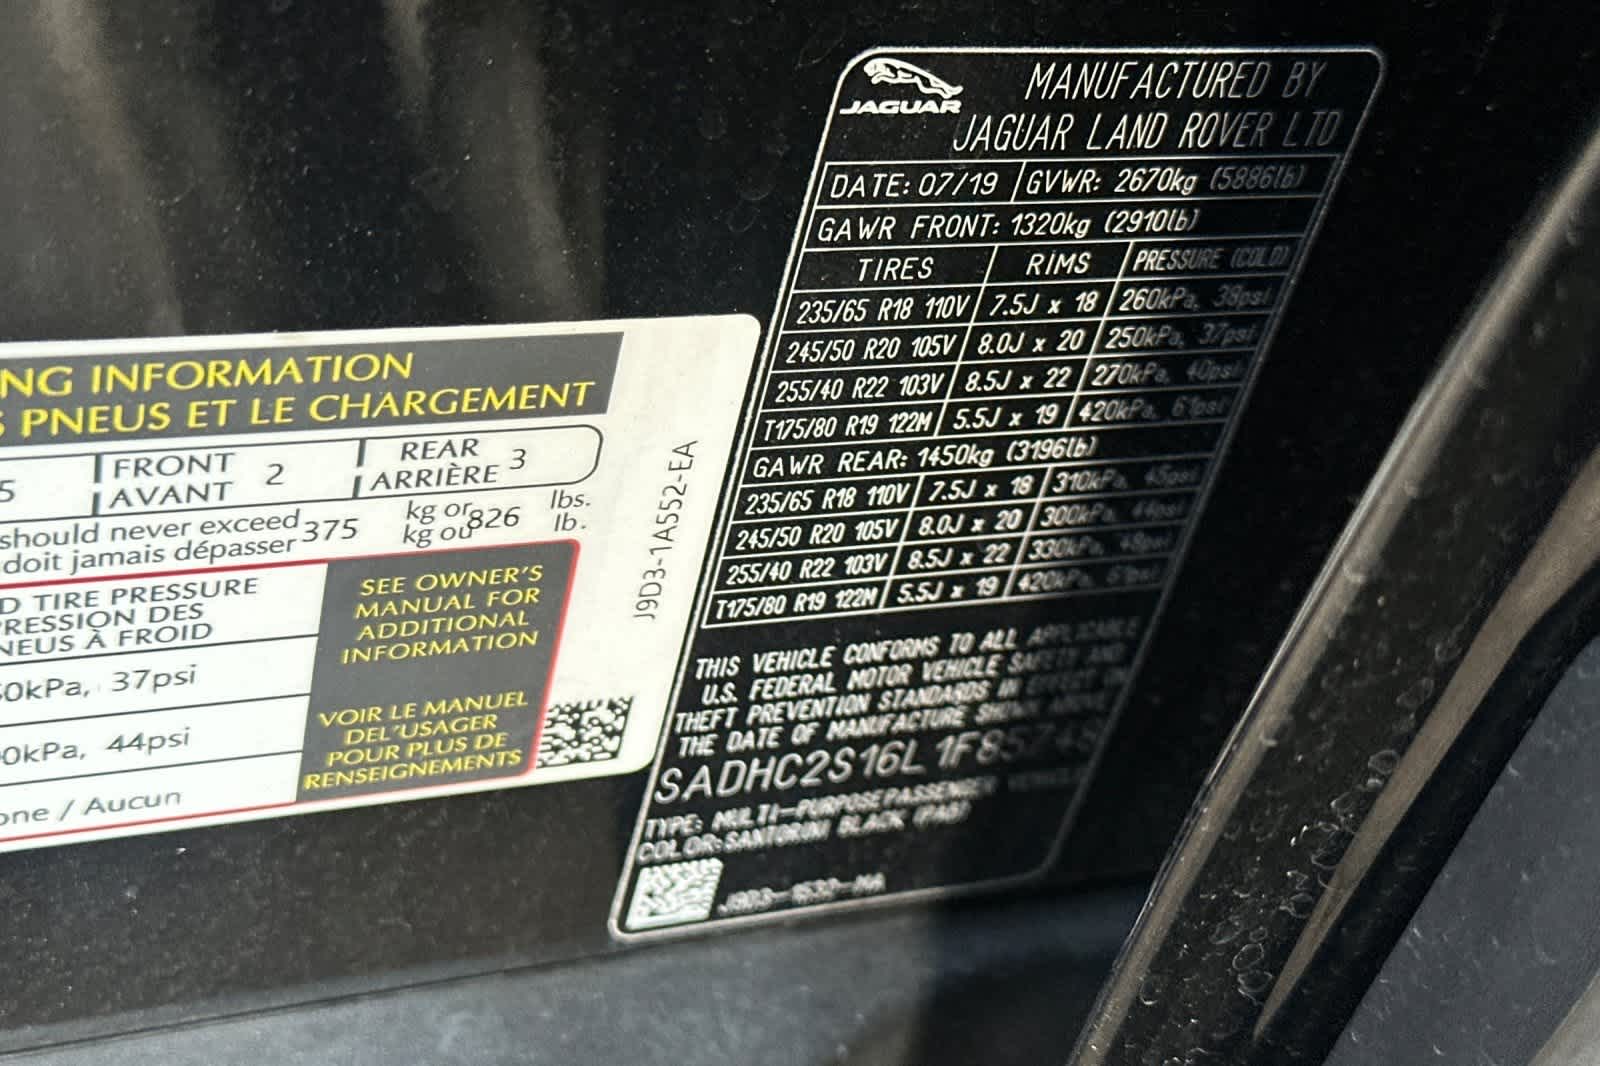 NG INFORMATION
S PNEUS ET LE CHARGEMENT
5 FRONT AVANT 2 REAR ARRIÈRE 3
should never exceed
doit jamais dépasser
375 kg or 826 lbs.
kg ou lb.
D TIRE PRESSURE
RESSION DES
NEUS À FROID
0kPa, 37psi
0kPa, 44psi
one / Aucun
SEE OWNER'S
MANUAL FOR
ADDITIONAL
INFORMATION
VOIR LE MANUEL
DEL'USAGER
POUR PLUS DE
RENSEIGNEMENTS
J9D3-1A552-EA
JAGUAR
MANUFACTURED BY
JAGUAR LAND ROVER LTD
DATE: 07/19 GVWR: 2670kg (5886lb)
GAWR FRONT: 1320kg (2910lb)
TIRES RIMS PRESSURE (COLD)
235/65 R18 110V 7.5J x 18 260kPa, 38psi
245/50 R20 105V 8.0J x 20 250kPa, 37psi
255/40 R22 103V 8.5J x 22 270kPa, 40psi
T175/80 R19 122M 5.5J x 19 420kPa, 61psi
GAWR REAR: 1450kg (3196lb)
235/65 R18 110V 7.5J x 18 310kPa, 45psi
245/50 R20 105V 8.0J x 20 300kPa, 44psi
255/40 R22 103V 8.5J x 22 330kPa, 48psi
T175/80 R19 122M 5.5J x 19 420kPa, 61psi
THIS VEHICLE CONFORMS TO ALL APPLICABLE
U.S. FEDERAL MOTOR VEHICLE SAFETY AND
THEFT PREVENTION STANDARDS IN EFFECT ON
THE DATE OF MANUFACTURE SHOWN ABOVE
SADHC2S16L1F85748
TYPE: MULTI-PURPOSE PASSENGER VEHICLE
COLOR: SANTORINI BLACK (PAB)